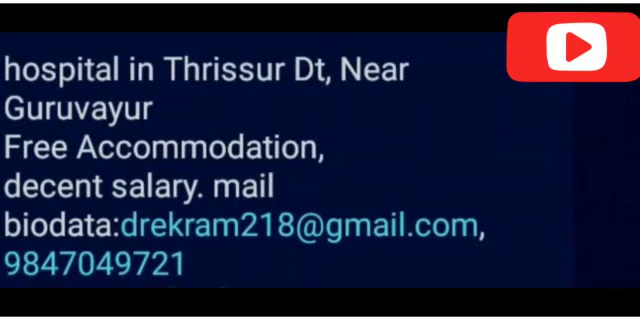 hospital in Thrissur Dt, Near
Guruvayur
Free Accommodation,
decent salary. mail
biodata:drekram218@gmail.com,
9847049721